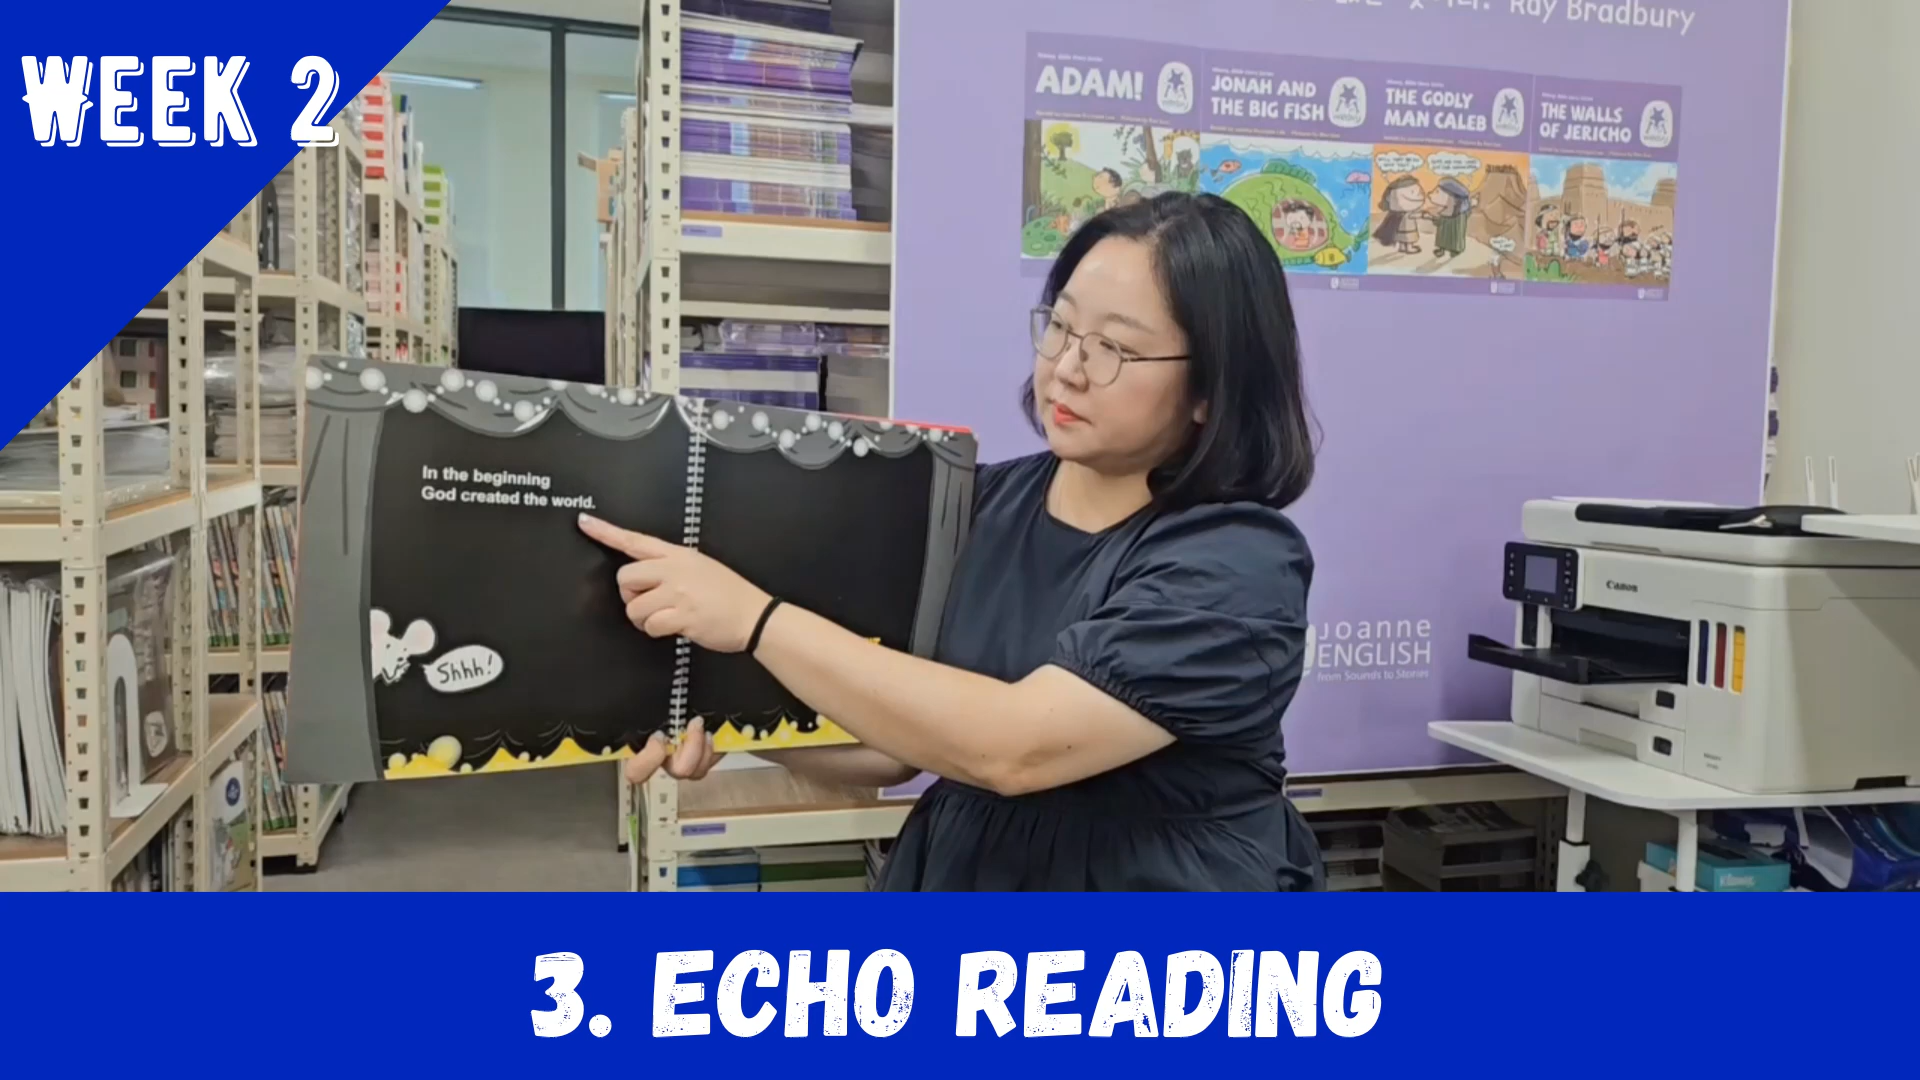 WEEK 2
Ray Bradbury
ADAM!
JONAH AND
THE BIG FISH
THE GODLY
MAN CALEB
THE WALLS
OF JERICHO
In the beginning
God created the world.
Shhh!
Canon
Joanne
ENGLISH
from Sounds to Stories
3. ECHO READING